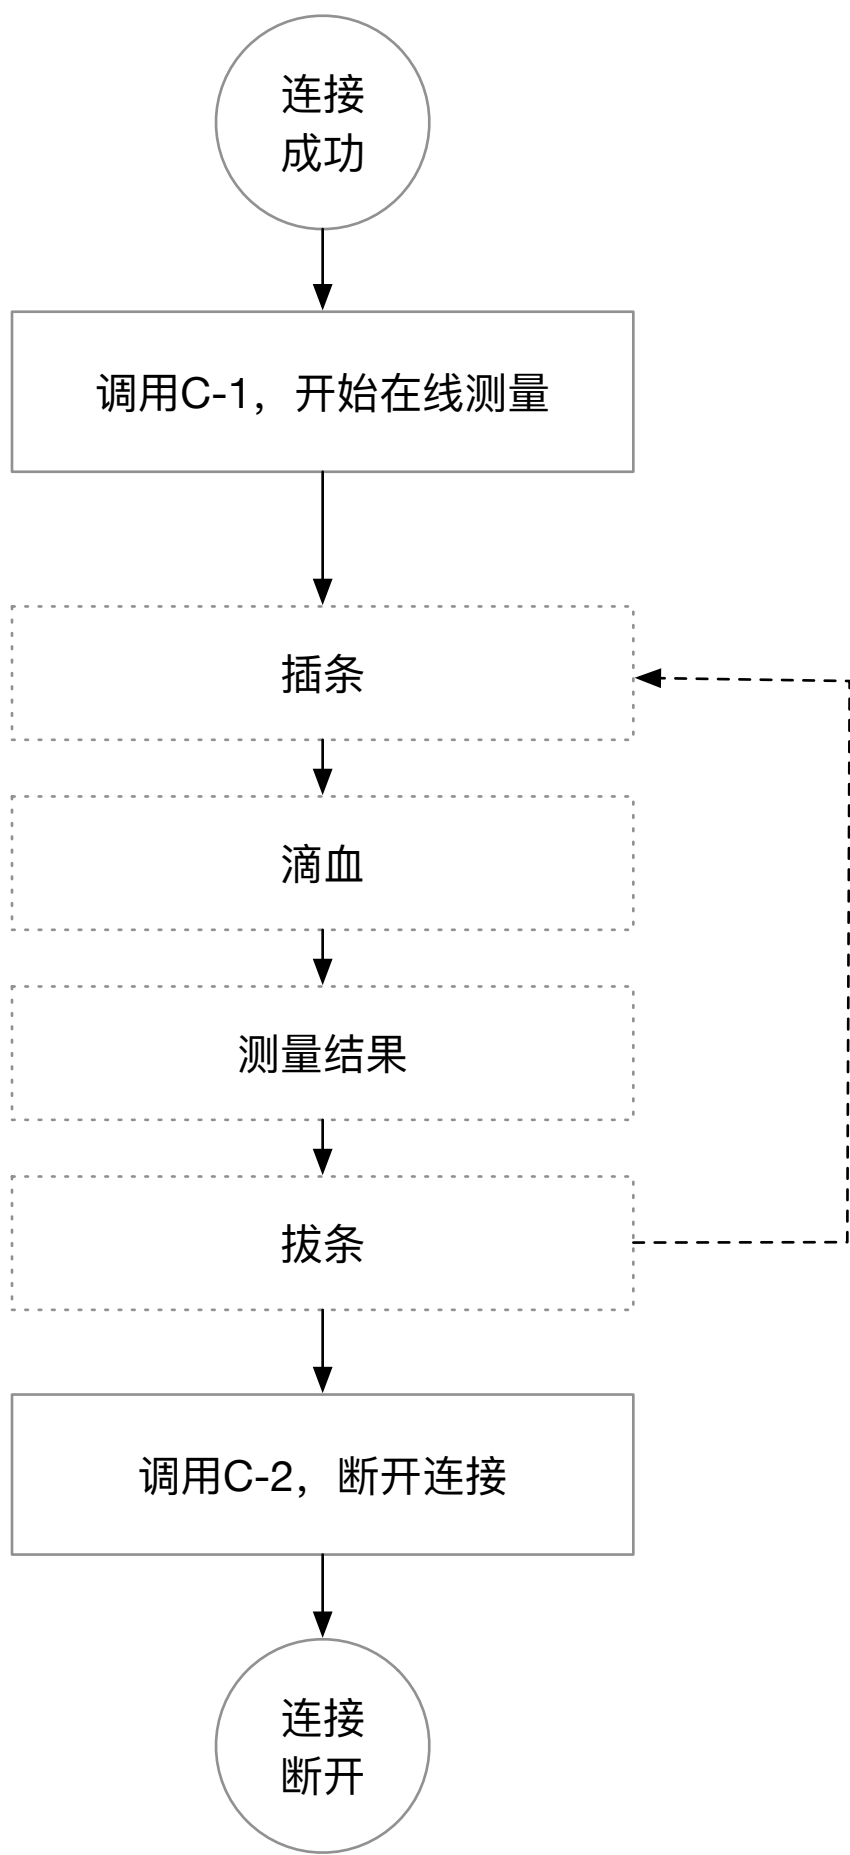 连接
成功
调用C-1，开始在线测量
插条
滴血
测量结果
拔条
调用C-2，断开连接
连接
断开